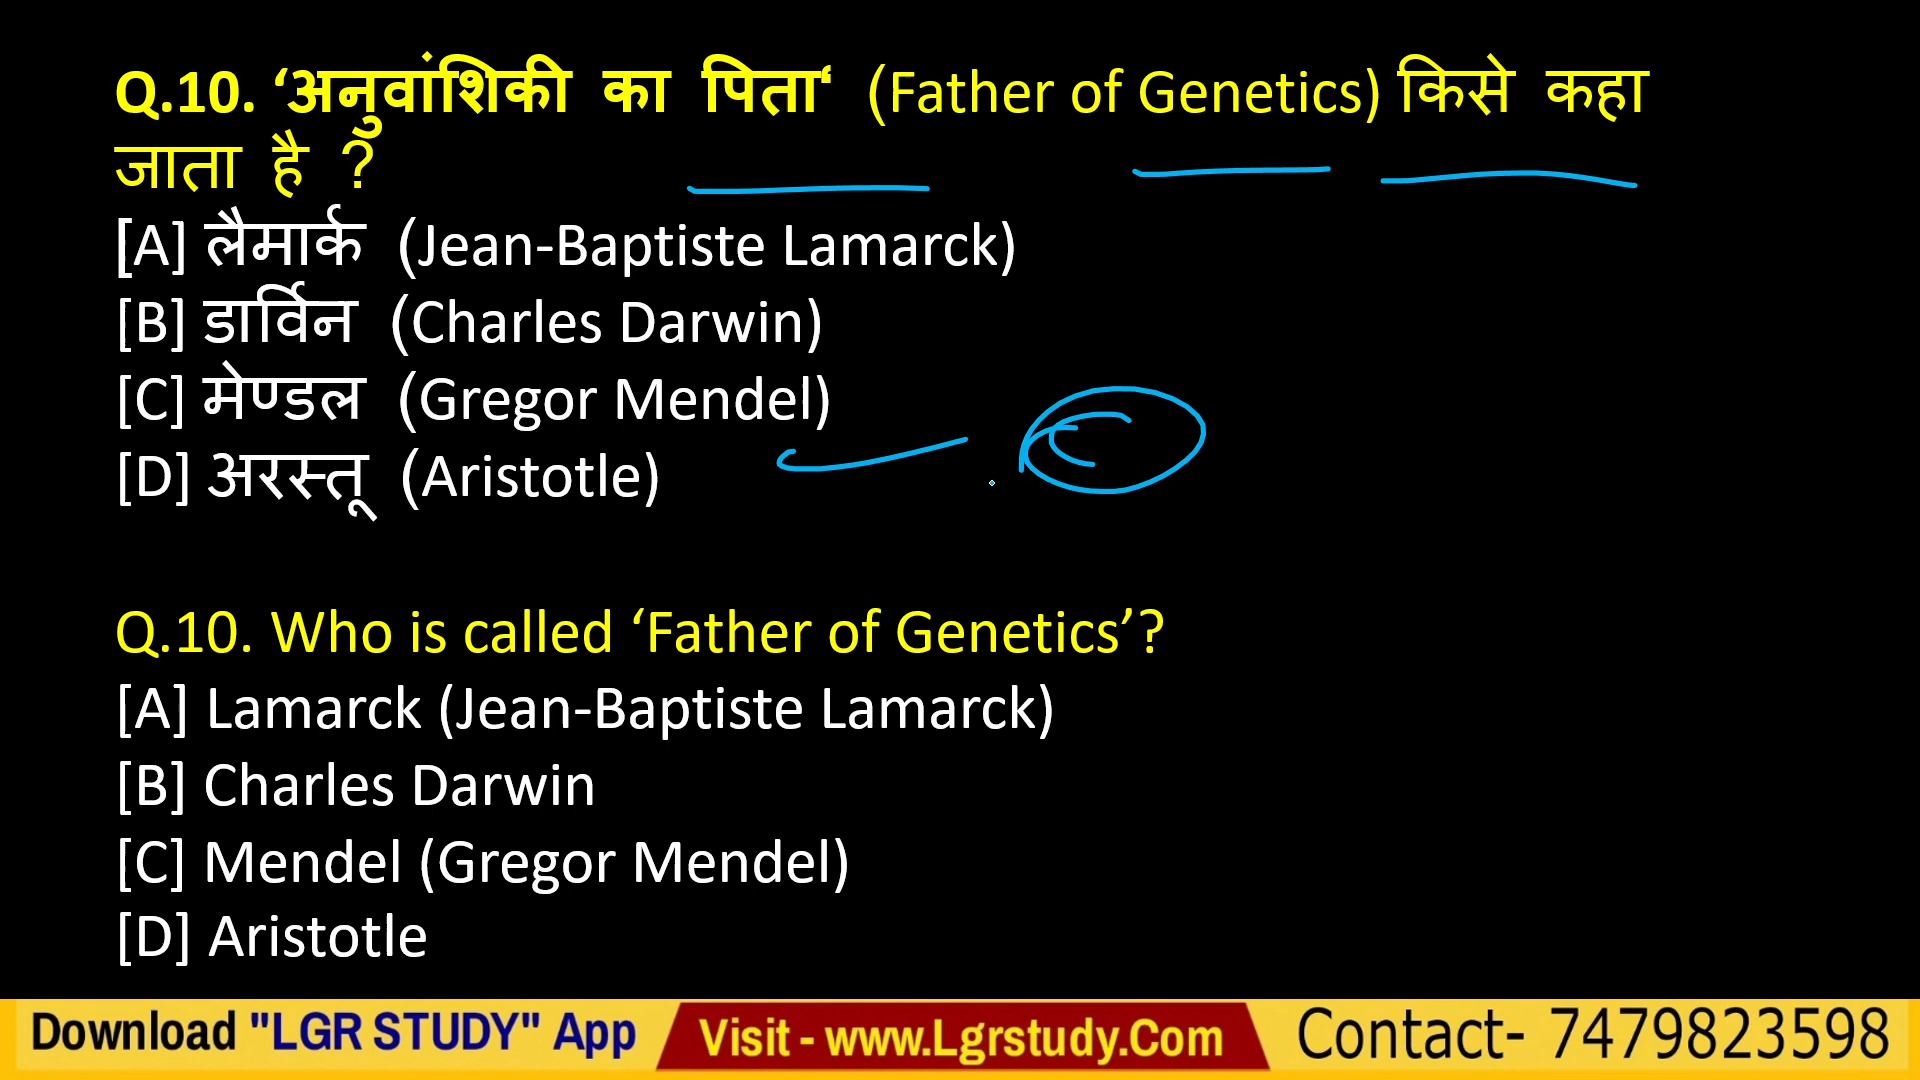 Q.10. ‘अनुवांशिकी का पिता‘ (Father of Genetics) किसे कहा
जाता है ?
[A] लैमार्क (Jean-Baptiste Lamarck)
[B] डार्विन (Charles Darwin)
[C] मेण्डल (Gregor Mendel)
[D] अरस्तू (Aristotle)
C
Q.10. Who is called ‘Father of Genetics’?
[A] Lamarck (Jean-Baptiste Lamarck)
[B] Charles Darwin
[C] Mendel (Gregor Mendel)
[D] Aristotle
Download "LGR STUDY" App Visit - www.Lgrstudy.Com Contact- 7479823598